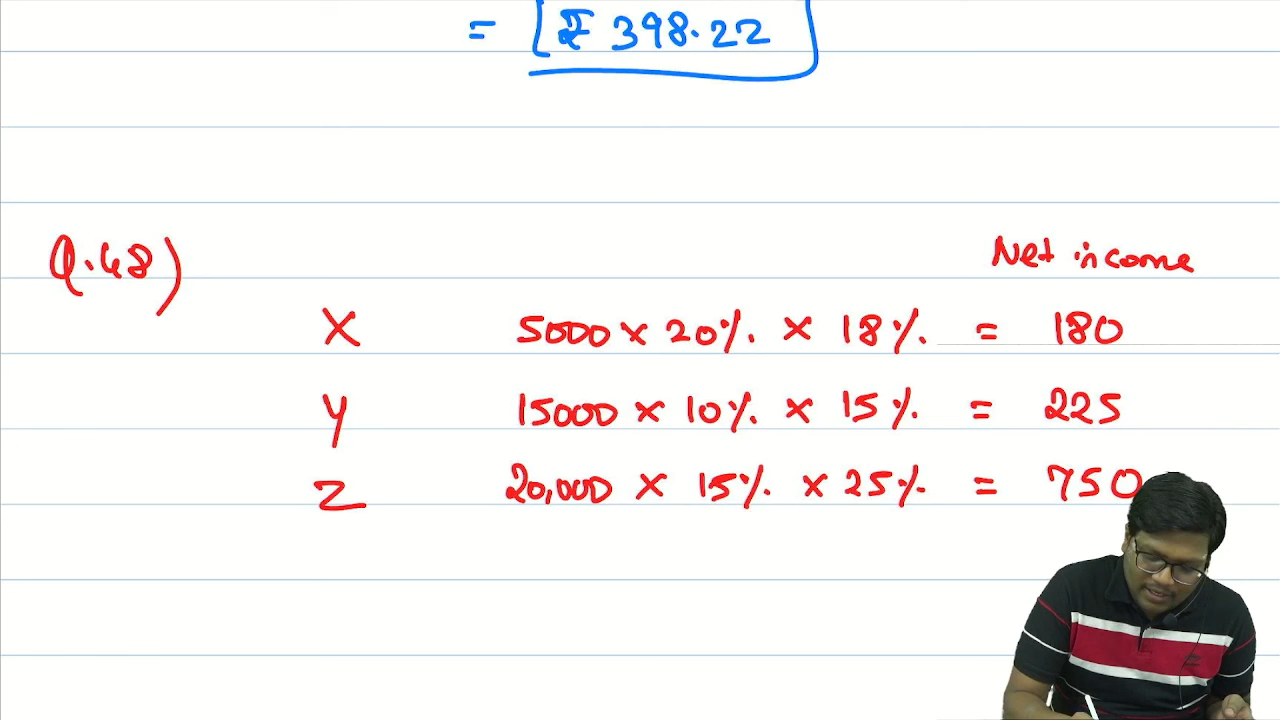 = ₹ 398.22
Q.48)
Net income
X 5000 × 20% × 18% = 180
Y 15000 × 10% × 15% = 225
Z 20,000 × 15% × 25% = 750